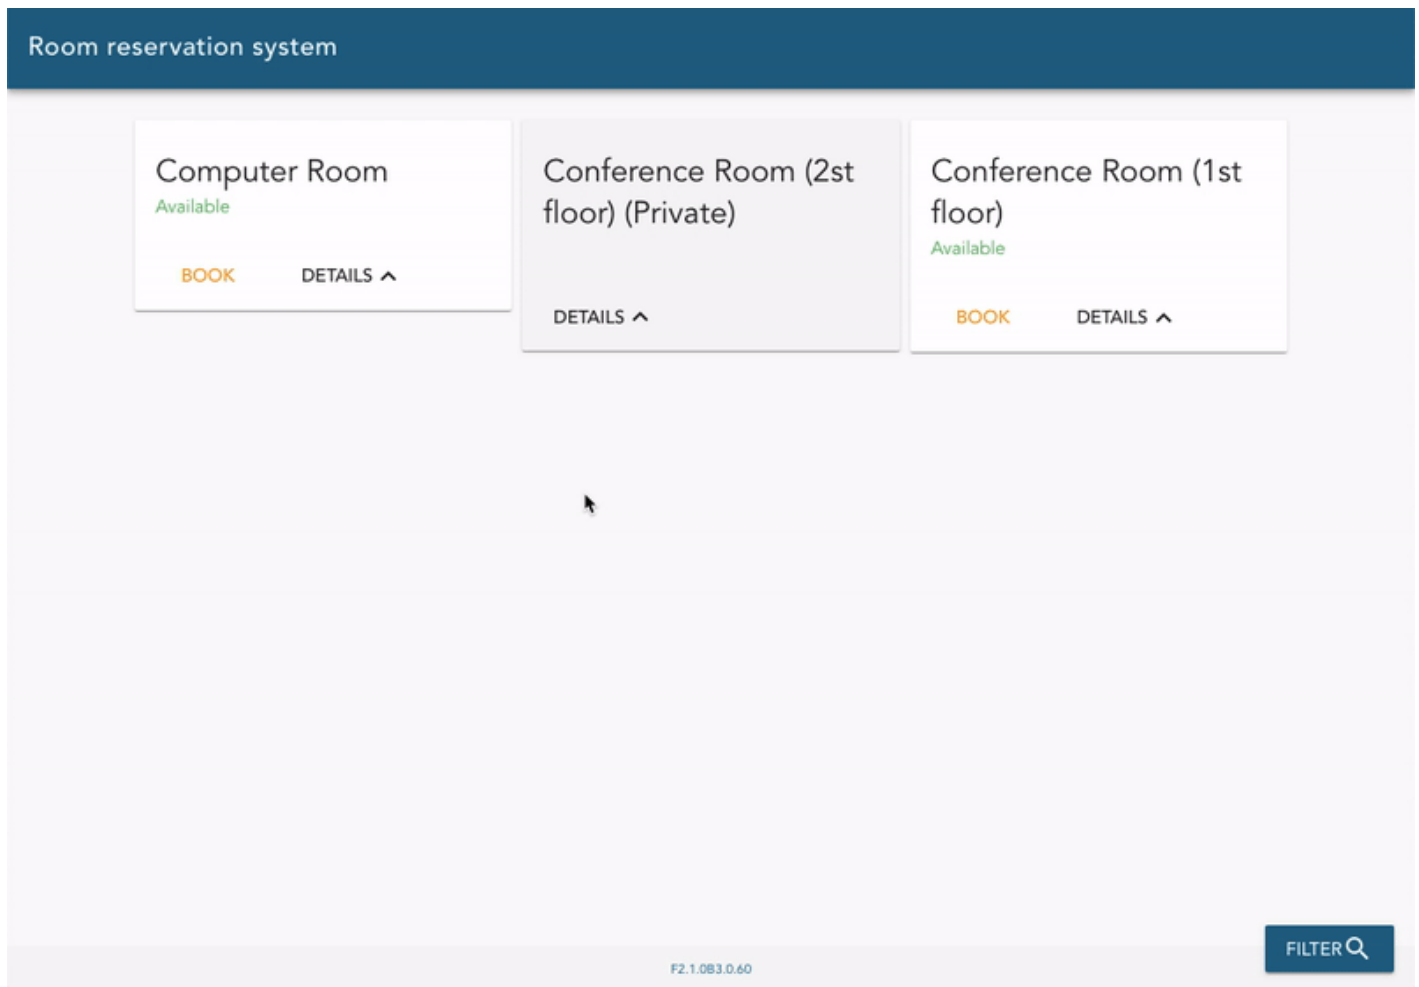 Room reservation system
Computer Room
Available
BOOK DETAILS
Conference Room (2st
floor) (Private)
DETAILS
Conference Room (1st
floor)
Available
BOOK DETAILS
FILTER
F2.1.0B3.0.60